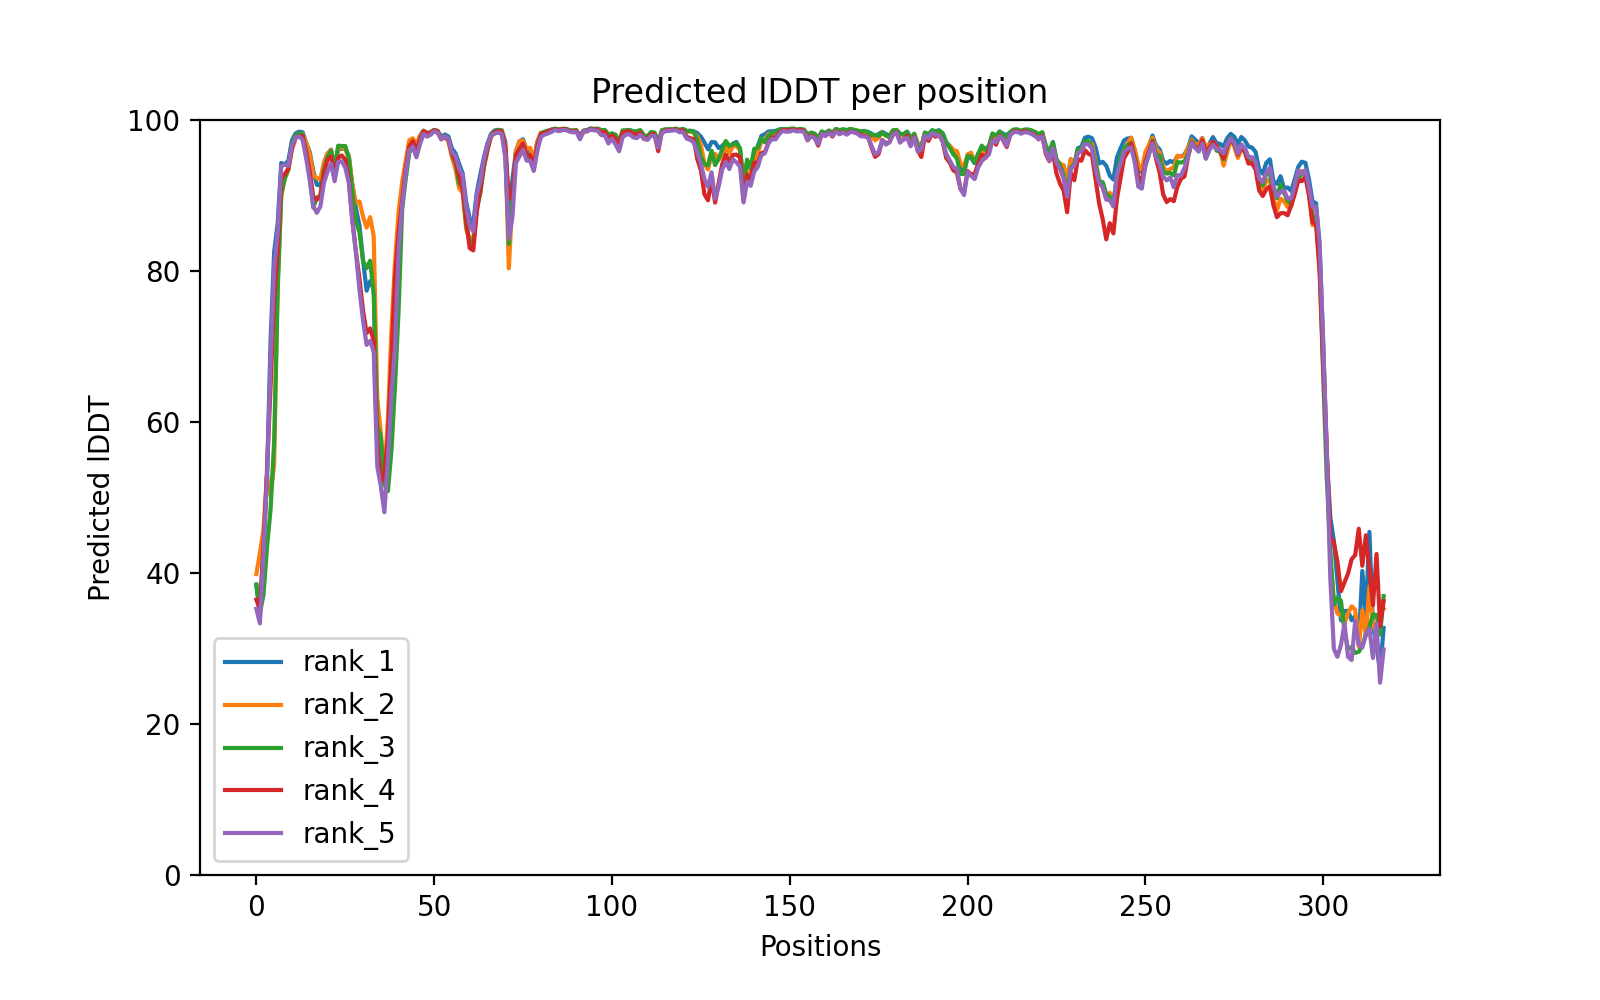 Predicted lDDT per position
100
80
60
40
20
0
Predicted lDDT
rank_1
rank_2
rank_3
rank_4
rank_5
0 50 100 150 200 250 300
Positions